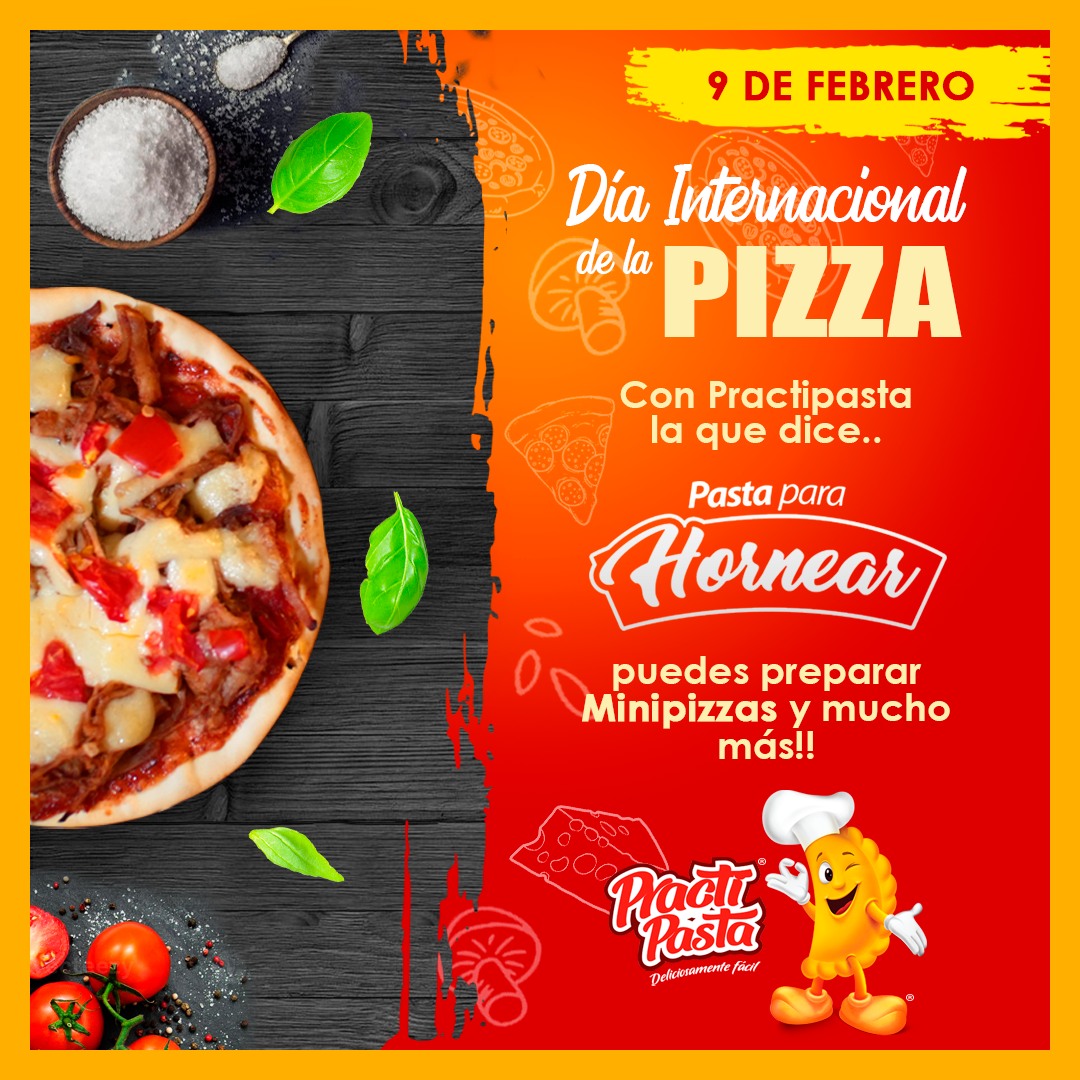 9 DE FEBRERO
Día Internacional
de la PIZZA
Con Practipasta
la que dice..
Pasta para
Hornear
puedes preparar
Minipizzas y mucho
más!!
Practi
Pasta
®
Deliciosamente fácil
®